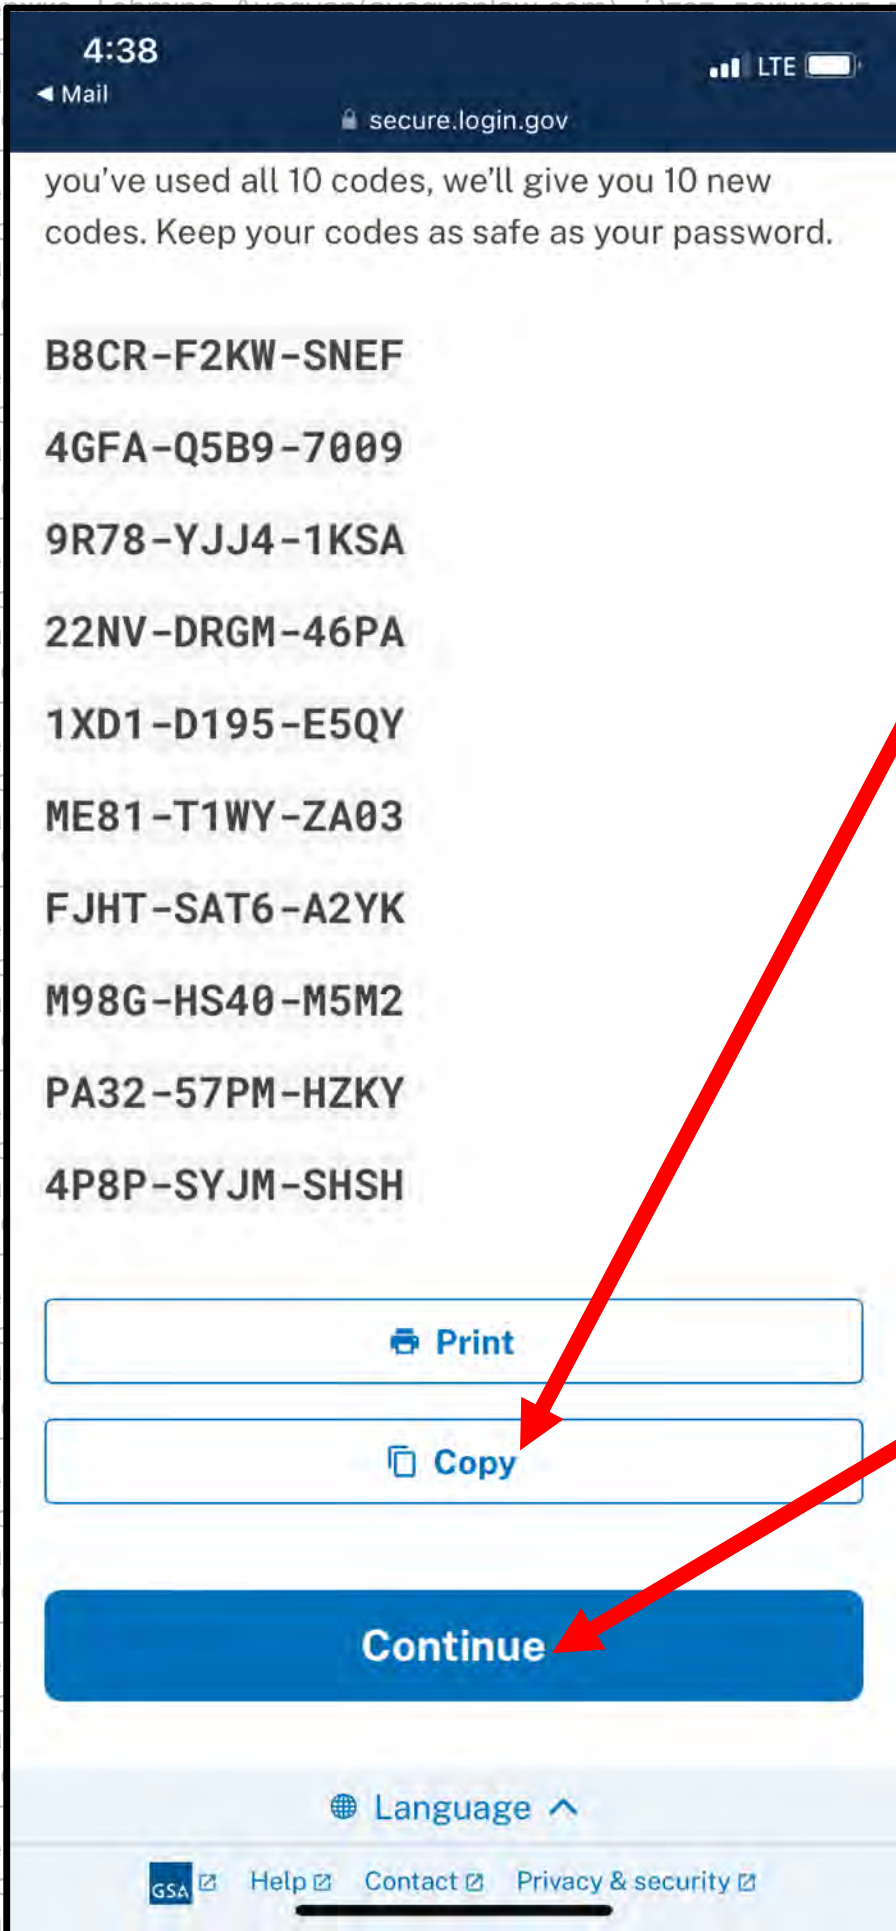 4:38
LTE
◀ Mail
secure.login.gov
you've used all 10 codes, we'll give you 10 new
codes. Keep your codes as safe as your password.
B8CR-F2KW-SNEF
4GFA-Q5B9-7009
9R78-YJJ4-1KSA
22NV-DRGM-46PA
1XD1-D195-E5QY
ME81-T1WY-ZA03
FJHT-SAT6-A2YK
M98G-HS40-M5M2
PA32-57PM-HZKY
4P8P-SYJM-SHSH
Print
Copy
Continue
Language
GSA Help Contact Privacy & security